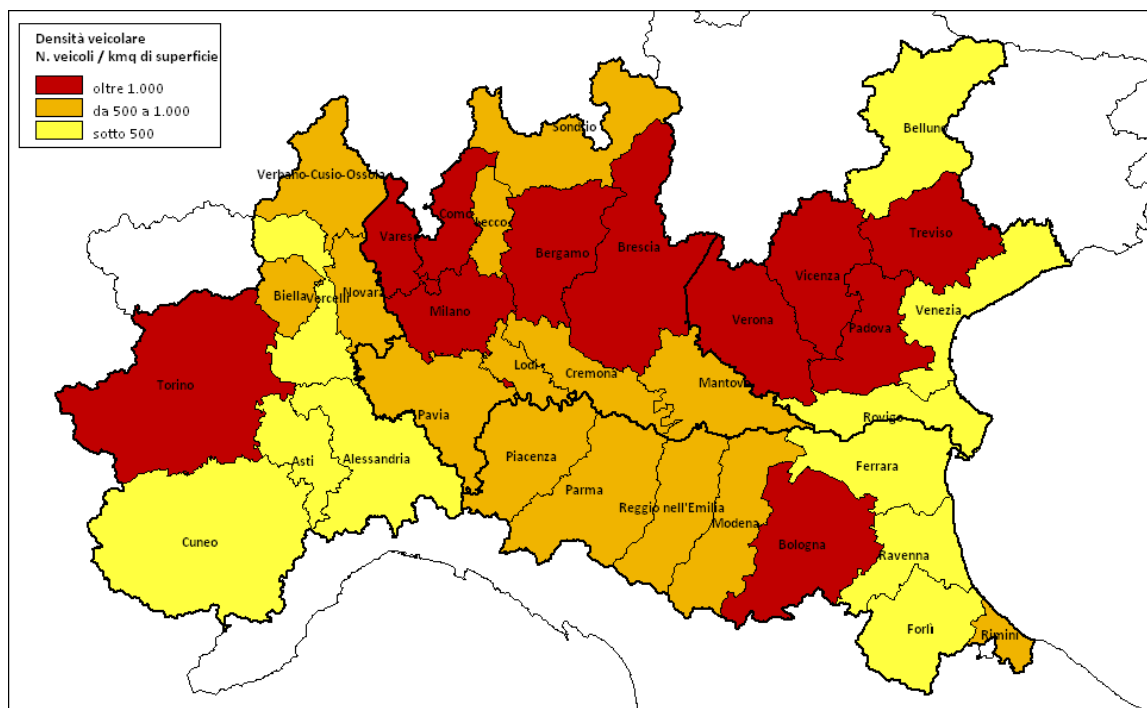 Densità veicolare
N. veicoli / kmq di superficie
oltre 1.000
da 500 a 1.000
sotto 500
Sondrio
Belluno
Verbano-Cusio-Ossola
Como
Lecco
Varese
Treviso
Bergamo
Brescia
Vicenza
Biella
Vercelli
Novara
Milano
Verona
Padova
Venezia
Torino
Lodi
Cremona
Mantova
Pavia
Rovigo
Asti
Alessandria
Piacenza
Ferrara
Parma
Reggio nell'Emilia
Modena
Cuneo
Bologna
Ravenna
Forlì
Rimini